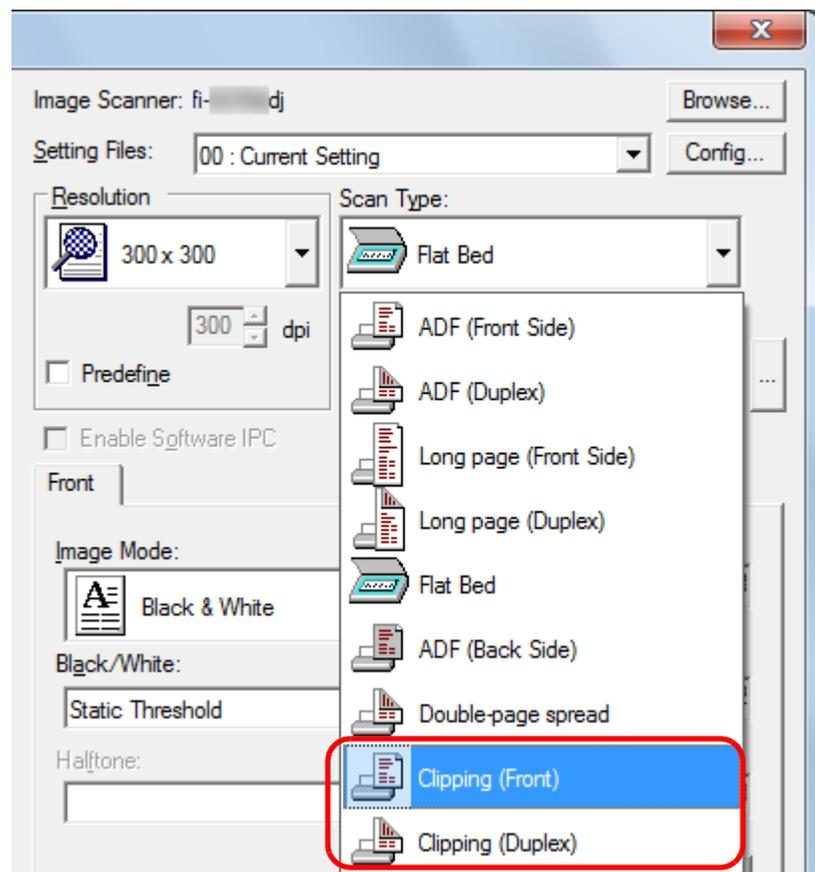 x
Image Scanner: fi- dj Browse...
Setting Files: 00 : Current Setting Config...
Resolution Scan Type:
300 x 300 Flat Bed
300 dpi
Predefine
ADF (Front Side)
ADF (Duplex)
...
Enable Software IPC
Long page (Front Side)
Front
Long page (Duplex)
Image Mode:
Flat Bed
Black & White
ADF (Back Side)
Black/White:
Static Threshold
Double-page spread
Halftone:
Clipping (Front)
Clipping (Duplex)